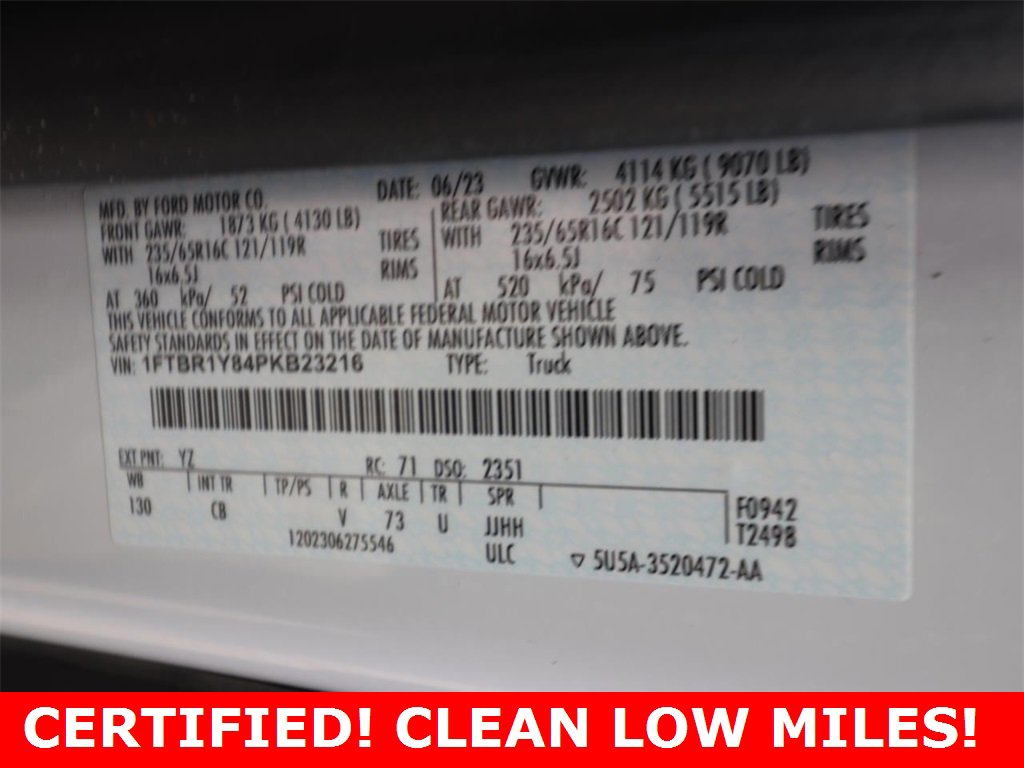 MFD. BY FORD MOTOR CO. DATE: 06/23 GVWR: 4114 KG ( 9070 LB)
FRONT GAWR: 1873 KG ( 4130 LB) REAR GAWR: 2502 KG ( 5515 LB)
WITH 235/65R16C 121/119R TIRES WITH 235/65R16C 121/119R TIRES
16x6.5J RIMS 16x6.5J RIMS
AT 360 kPa/ 52 PSI COLD AT 520 kPa/ 75 PSI COLD
THIS VEHICLE CONFORMS TO ALL APPLICABLE FEDERAL MOTOR VEHICLE
SAFETY STANDARDS IN EFFECT ON THE DATE OF MANUFACTURE SHOWN ABOVE.
VIN: 1FTBR1Y84PKB23216 TYPE: Truck
EXT PNT: YZ RC: 71 DSO: 2351
WB INT TR TP/PS R AXLE TR SPR F0942
130 CB V 73 U JJHH T2498
1202306275546 ULC ▽ 5U5A-3520472-AA
CERTIFIED! CLEAN LOW MILES!